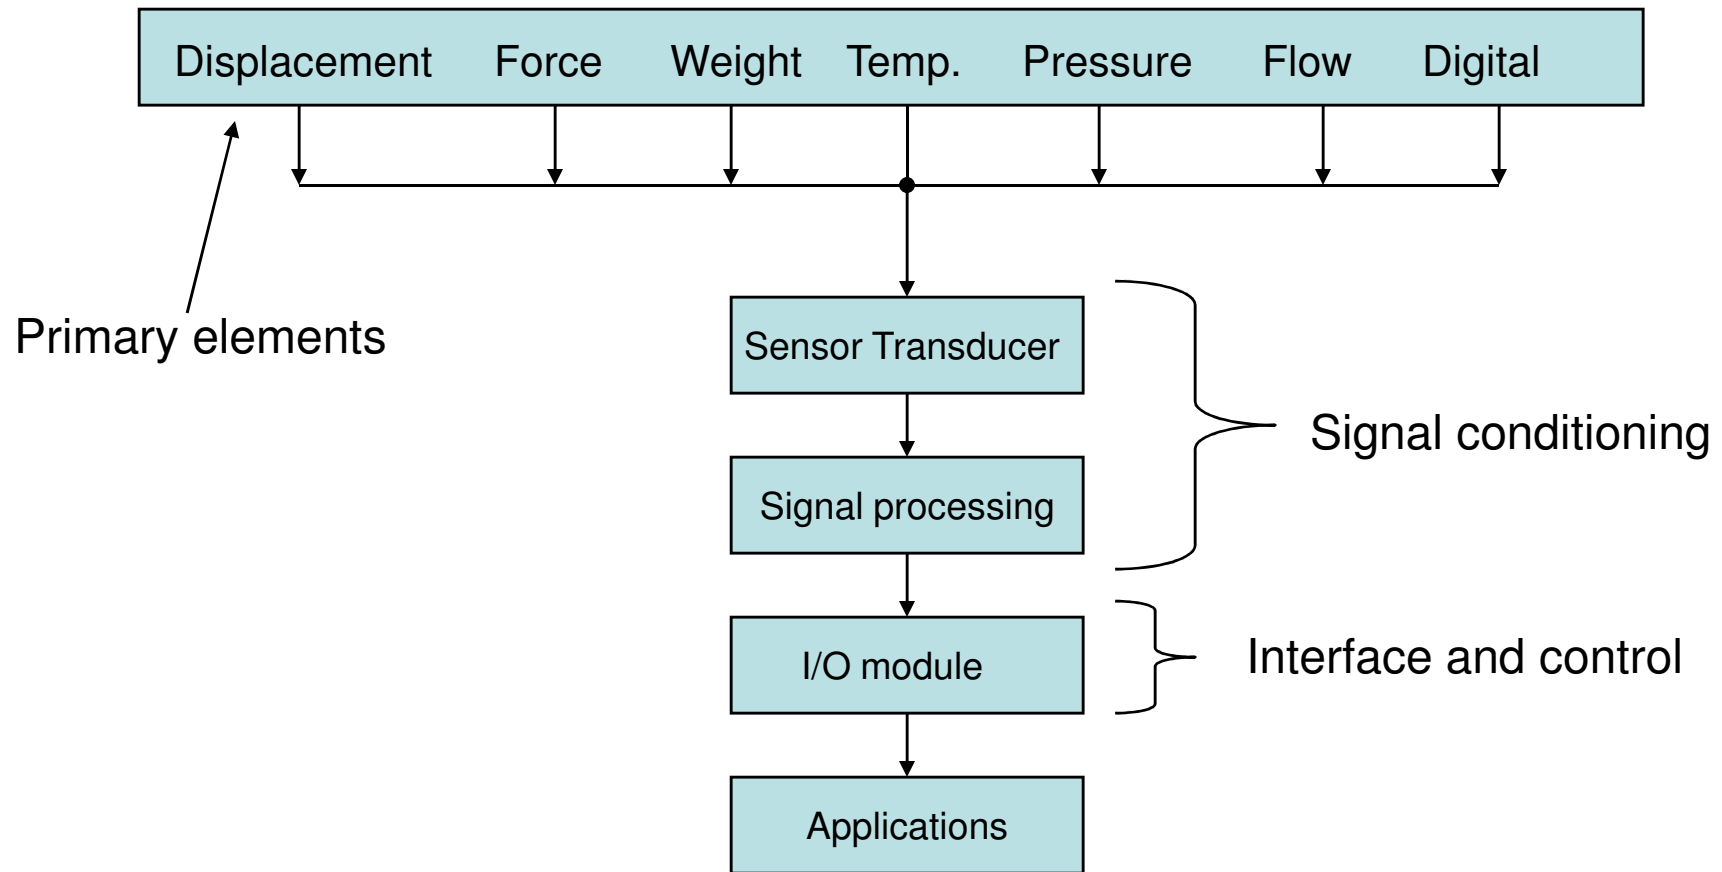 Displacement Force Weight Temp. Pressure Flow Digital
Primary elements
Sensor Transducer
Signal conditioning
Signal processing
I/O module
Interface and control
Applications